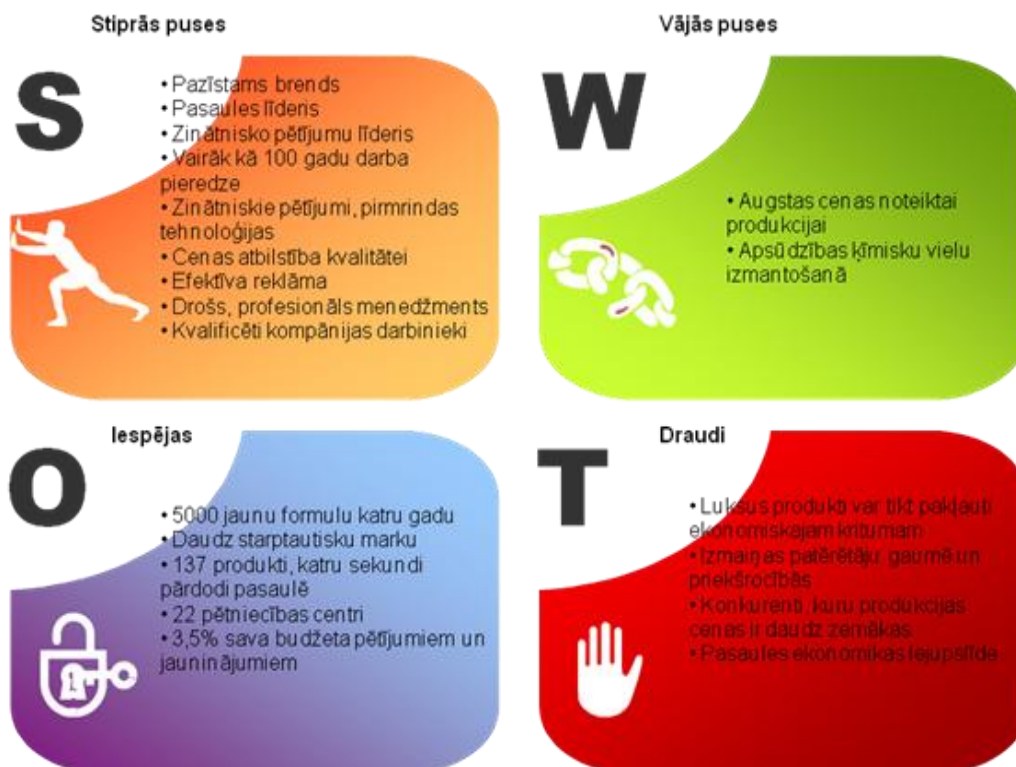 Stiprās puses
S
• Pazīstams brends
• Pasaules līderis
• Zinātnisko pētījumu līderis
• Vairāk kā 100 gadu darba
pieredze
• Zinātniskie pētījumi, pirmrindas
tehnoloģijas
• Cenas atbilstība kvalitātei
• Efektīva reklāma
• Drošs, profesionāls menedžments
• Kvalificēti kompānijas darbinieki
Vājās puses
W
• Augstas cenas noteiktai
produkcijai
• Apsūdzības ķīmisku vielu
izmantošanā
Iespējas
O
• 5000 jaunu formulu katru gadu
• Daudz starptautisku marku
• 137 produkti, katru sekundi
pārdodi pasaulē
• 22 pētniecības centri
• 3,5% sava budžeta pētījumiem un
jauninājumiem
Draudi
T
• Luksus produkti var tikt pakļauti
ekonomiskajam kritumam
• Izmaiņas patērētāju gaumē un
priekšrocībās
• Konkurenti, kuru produkcijas
cenas ir daudz zemākas
• Pasaules ekonomikas lejupslīde